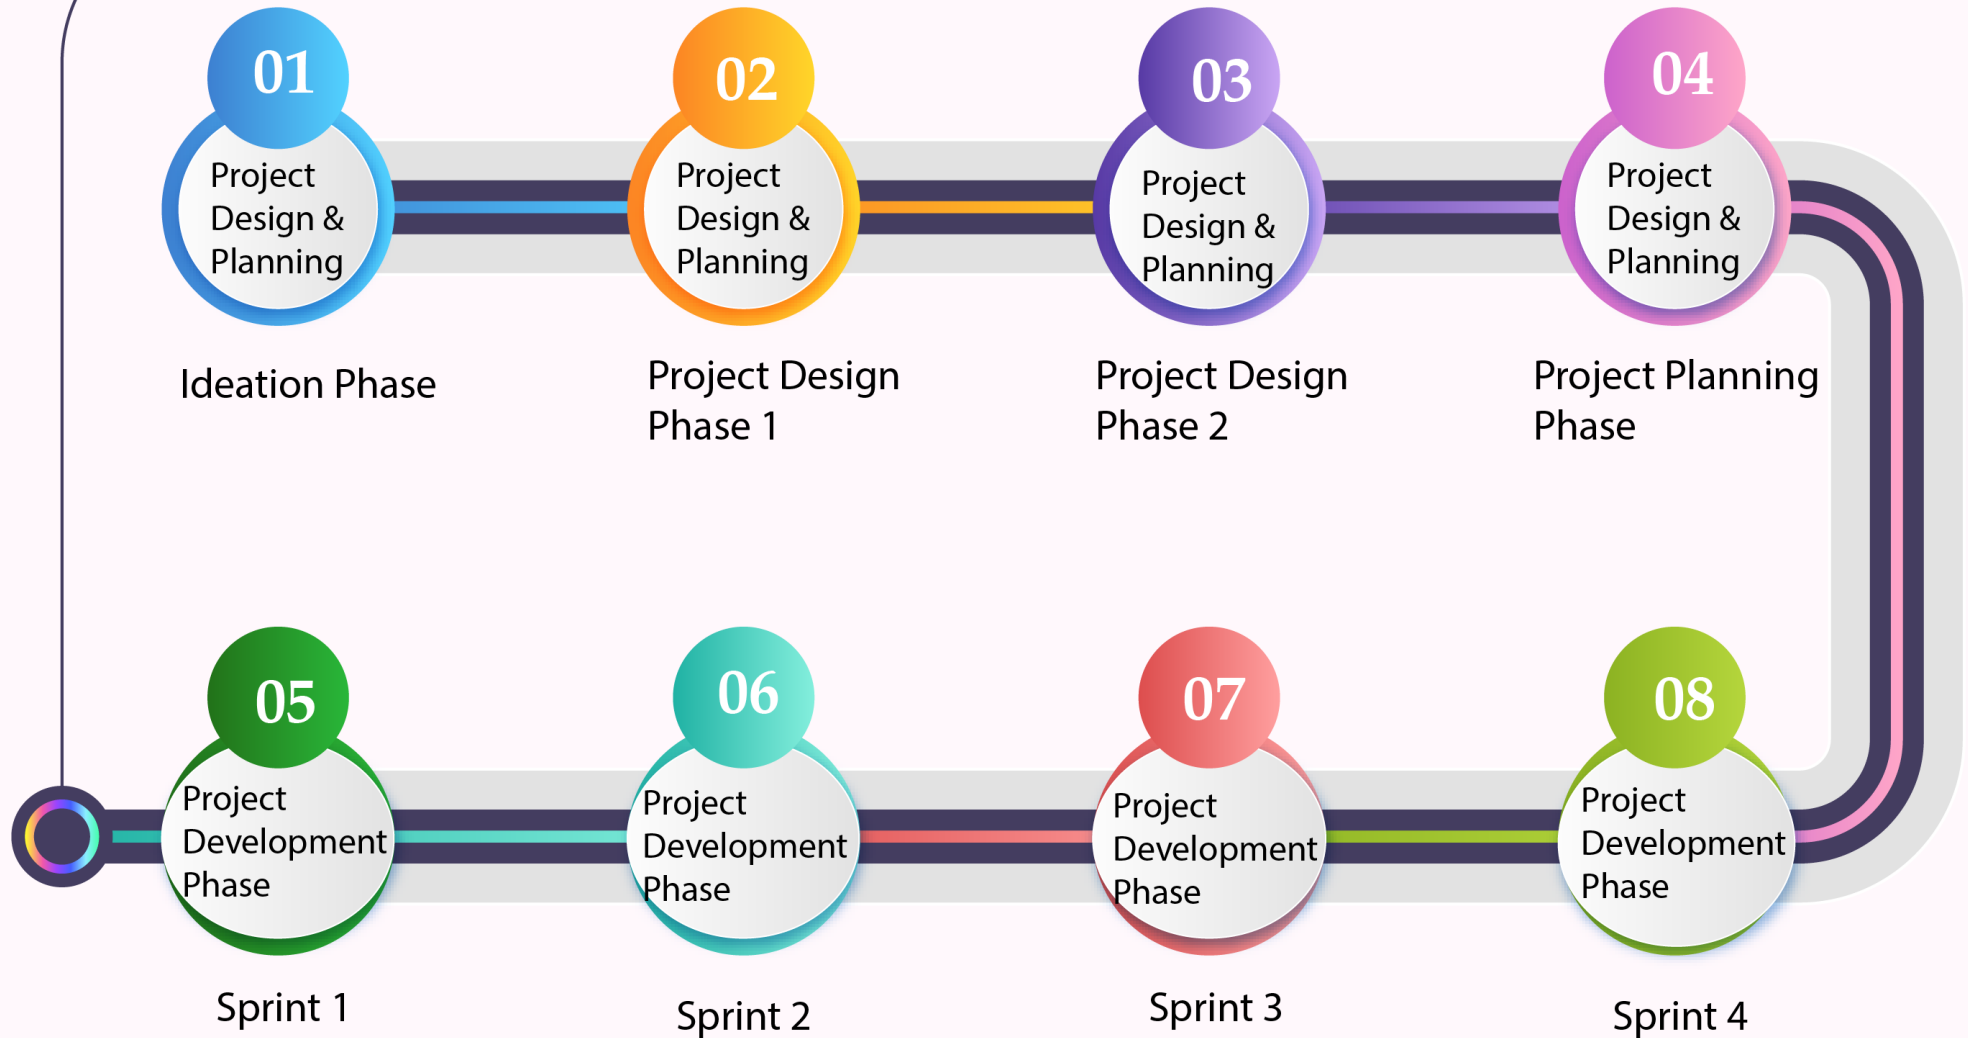 01
Project
Design &
Planning
Ideation Phase
02
Project
Design &
Planning
Project Design
Phase 1
03
Project
Design &
Planning
Project Design
Phase 2
04
Project
Design &
Planning
Project Planning
Phase
05
Project
Development
Phase
Sprint 1
06
Project
Development
Phase
Sprint 2
07
Project
Development
Phase
Sprint 3
08
Project
Development
Phase
Sprint 4